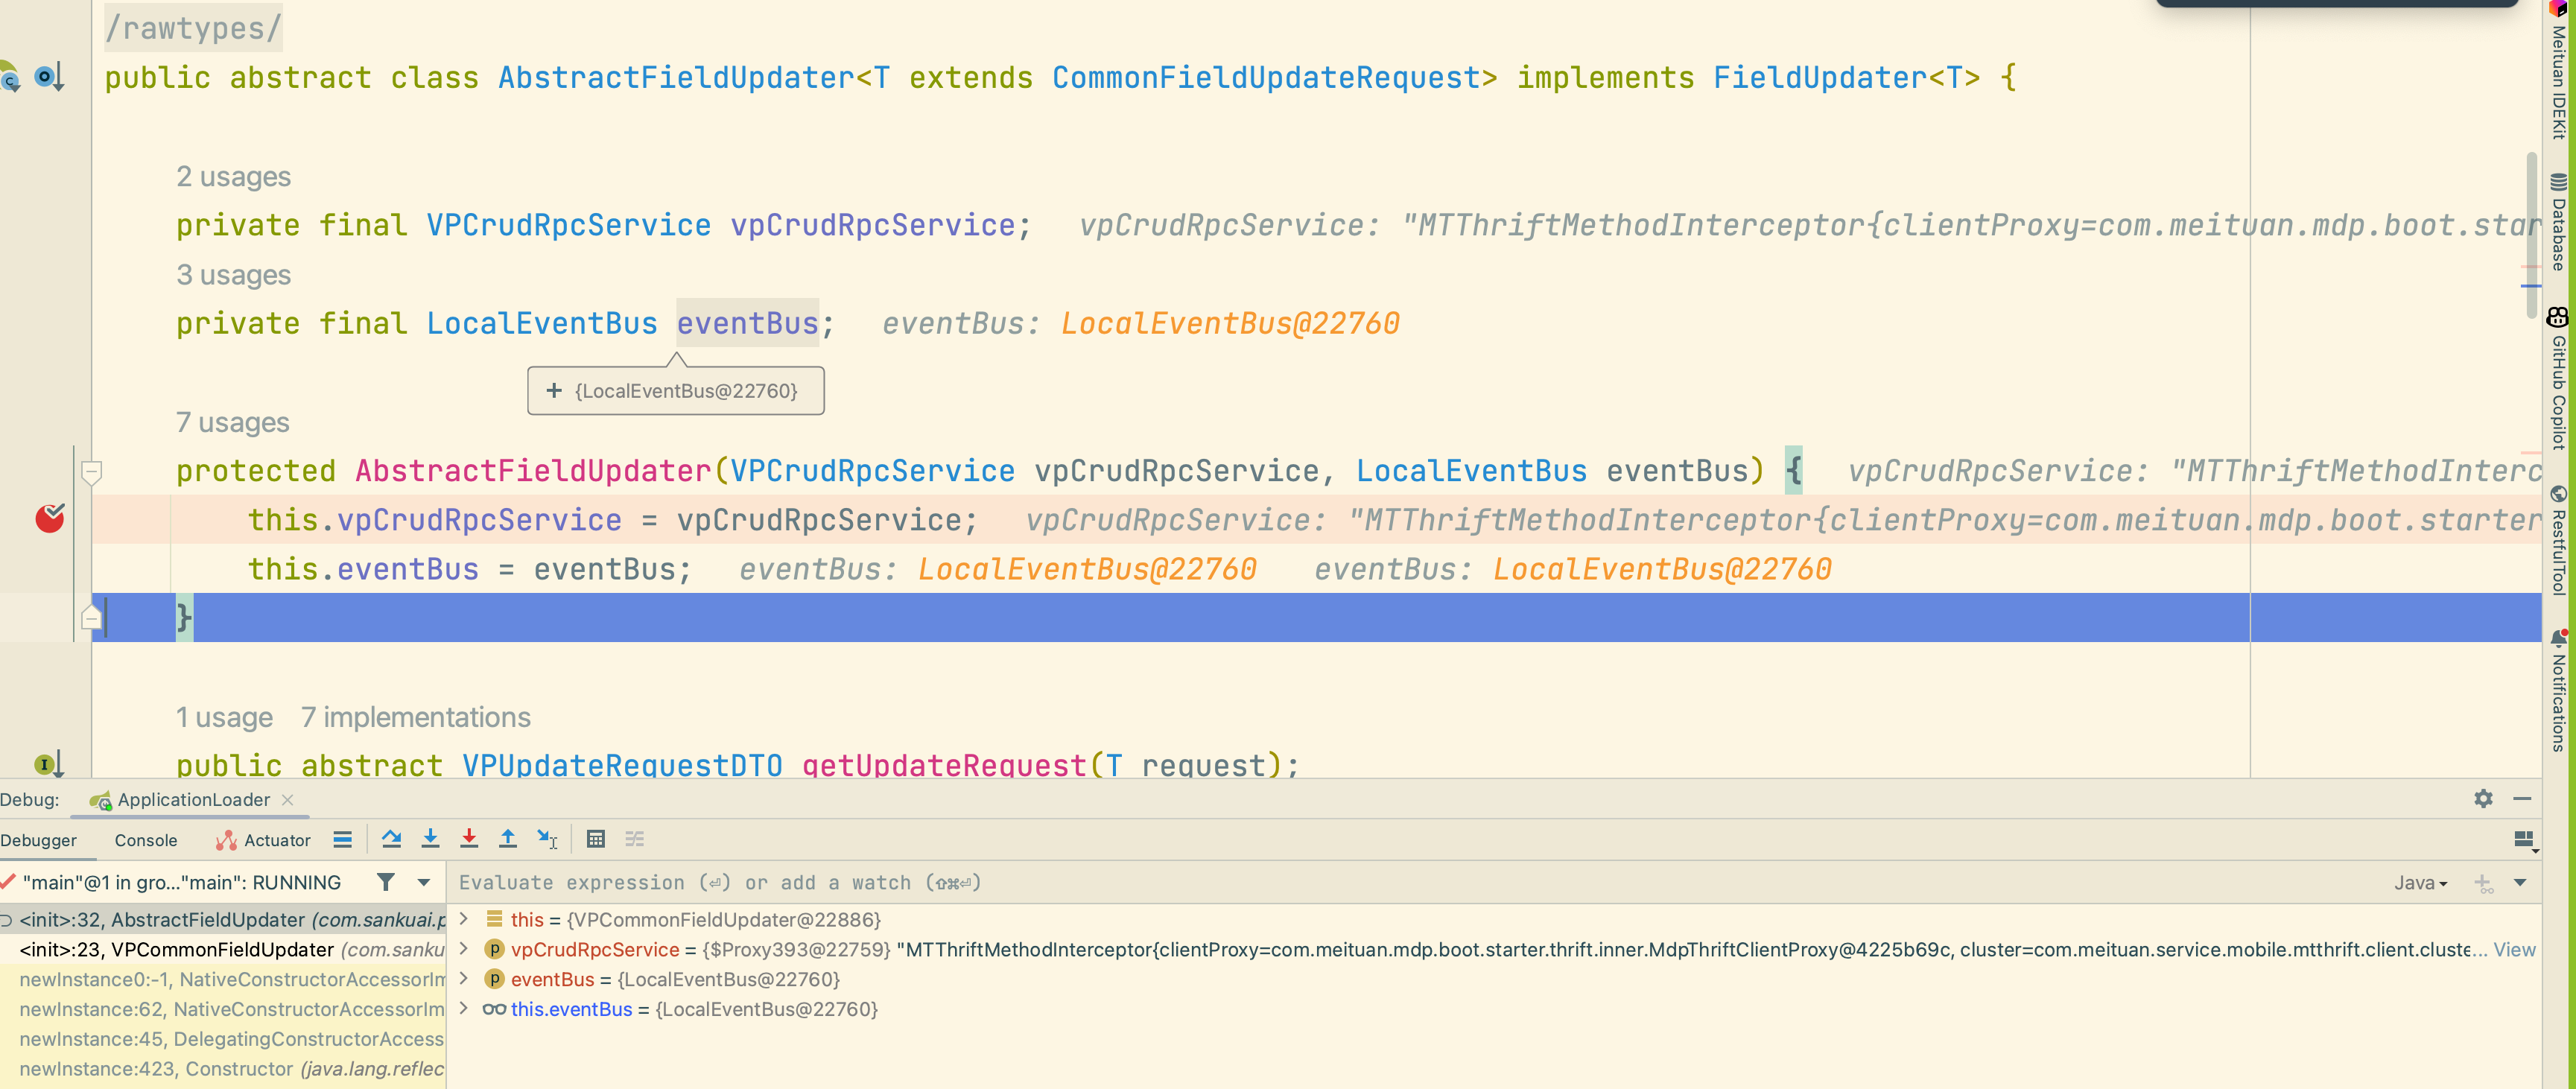 /rawtypes/
public abstract class AbstractFieldUpdater<T extends CommonFieldUpdateRequest> implements FieldUpdater<T> {
2 usages
private final VPCrudRpcService vpCrudRpcService;   vpCrudRpcService: "MTThriftMethodInterceptor{clientProxy=com.meituan.mdp.boot.star
3 usages
private final LocalEventBus eventBus;   eventBus: LocalEventBus@22760
+ {LocalEventBus@22760}
7 usages
protected AbstractFieldUpdater(VPCrudRpcService vpCrudRpcService, LocalEventBus eventBus) {   vpCrudRpcService: "MTThriftMethodInterc
this.vpCrudRpcService = vpCrudRpcService;   vpCrudRpcService: "MTThriftMethodInterceptor{clientProxy=com.meituan.mdp.boot.starter
this.eventBus = eventBus;   eventBus: LocalEventBus@22760   eventBus: LocalEventBus@22760
}
1 usage   7 implementations
public abstract VPUpdateRequestDTO getUpdateRequest(T request);
Meituan IDEKit
Database
GitHub Copilot
RestfulTool
Notifications
Debug: ApplicationLoader
Debugger Console Actuator
"main"@1 in gro..."main": RUNNING
Evaluate expression (⏎) or add a watch (⇧⌘⏎)
Java
<init>:32, AbstractFieldUpdater (com.sankuai.p
<init>:23, VPCommonFieldUpdater (com.sanku
newInstance0:-1, NativeConstructorAccessorIm
newInstance:62, NativeConstructorAccessorIm
newInstance:45, DelegatingConstructorAccess
newInstance:423, Constructor (java.lang.reflec
this = {VPCommonFieldUpdater@22886}
vpCrudRpcService = {$Proxy393@22759} "MTThriftMethodInterceptor{clientProxy=com.meituan.mdp.boot.starter.thrift.inner.MdpThriftClientProxy@4225b69c, cluster=com.meituan.service.mobile.mtthrift.client.cluste... View
eventBus = {LocalEventBus@22760}
this.eventBus = {LocalEventBus@22760}